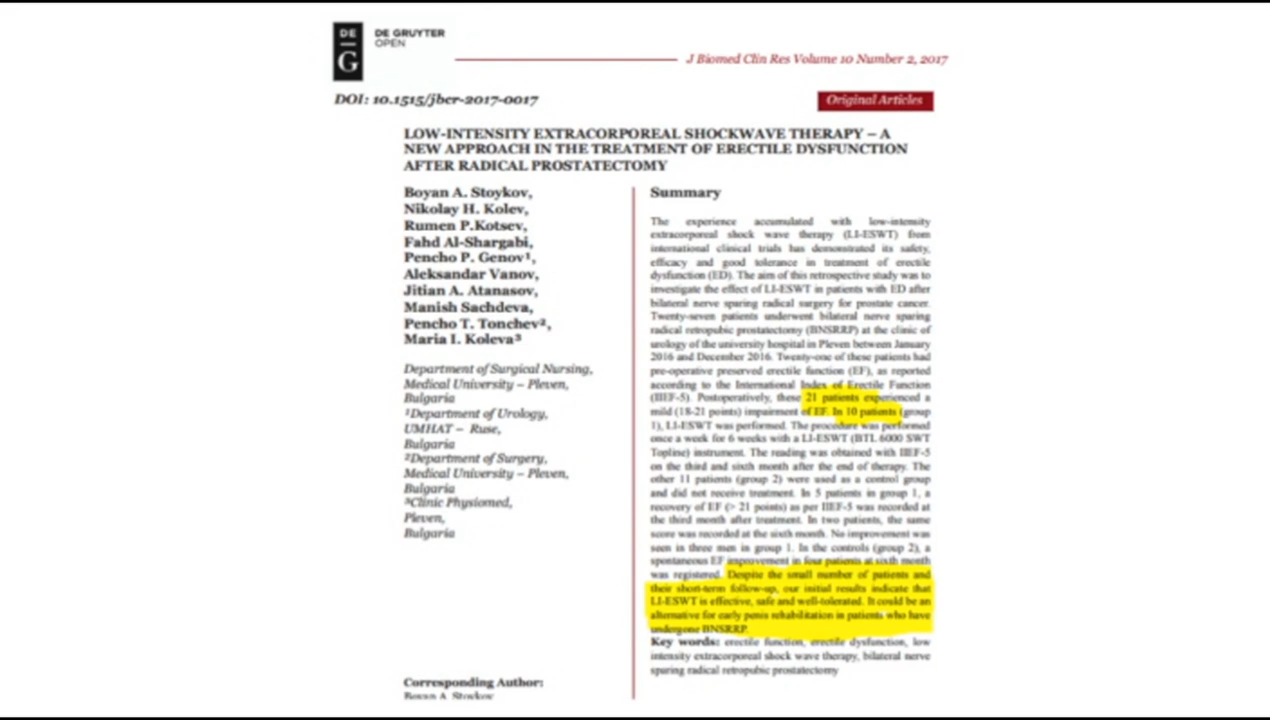 DE
G
DE GRUYTER
OPEN
J Biomed Clin Res Volume 10 Number 2, 2017
DOI: 10.1515/jbcr-2017-0017
Original Articles
LOW-INTENSITY EXTRACORPOREAL SHOCKWAVE THERAPY – A
NEW APPROACH IN THE TREATMENT OF ERECTILE DYSFUNCTION
AFTER RADICAL PROSTATECTOMY
Boyan A. Stoykov,
Nikolay H. Kolev,
Rumen P.Kotsev,
Fahd Al-Shargabi,
Pencho P. Genov¹,
Aleksandar Vanov,
Jitian A. Atanasov,
Manish Sachdeva,
Pencho T. Tonchev²,
Maria I. Koleva³
Department of Surgical Nursing,
Medical University – Pleven,
Bulgaria
¹Department of Urology,
UMHAT – Ruse,
Bulgaria
²Department of Surgery,
Medical University – Pleven,
Bulgaria
³Clinic Physiomed,
Pleven,
Bulgaria
Corresponding Author:
Boyan A. Stoykov
Summary
The experience accumulated with low-intensity
extracorporeal shock wave therapy (LI-ESWT) from
international clinical trials has demonstrated its safety,
efficacy and good tolerance in treatment of erectile
dysfunction (ED). The aim of this retrospective study was to
investigate the effect of LI-ESWT in patients with ED after
bilateral nerve sparing radical surgery for prostate cancer.
Twenty-seven patients underwent bilateral nerve sparing
radical retropubic prostatectomy (BNSRRP) at the clinic of
urology of the university hospital in Pleven between January
2016 and December 2016. Twenty-one of these patients had
pre-operative preserved erectile function (EF), as reported
according to the International Index of Erectile Function
(IIEF-5). Postoperatively, these 21 patients experienced a
mild (18-21 points) impairment of EF. In 10 patients (group
1), LI-ESWT was performed. The procedure was performed
once a week for 6 weeks with a LI-ESWT (BTL 6000 SWT
Topline) instrument. The reading was obtained with IIEF-5
on the third and sixth month after the end of therapy. The
other 11 patients (group 2) were used as a control group
and did not receive treatment. In 5 patients in group 1, a
recovery of EF (> 21 points) as per IIEF-5 was recorded at
the third month after treatment. In two patients, the same
score was recorded at the sixth month. No improvement was
seen in three men in group 1. In the controls (group 2), a
spontaneous EF improvement in four patients at sixth month
was registered. Despite the small number of patients and
their short-term follow-up, our initial results indicate that
LI-ESWT is effective, safe and well-tolerated. It could be an
alternative for early penis rehabilitation in patients who have
undergone BNSRRP.
Key words: erectile function, erectile dysfunction, low
intensity extracorporeal shock wave therapy, bilateral nerve
sparing radical retropubic prostatectomy